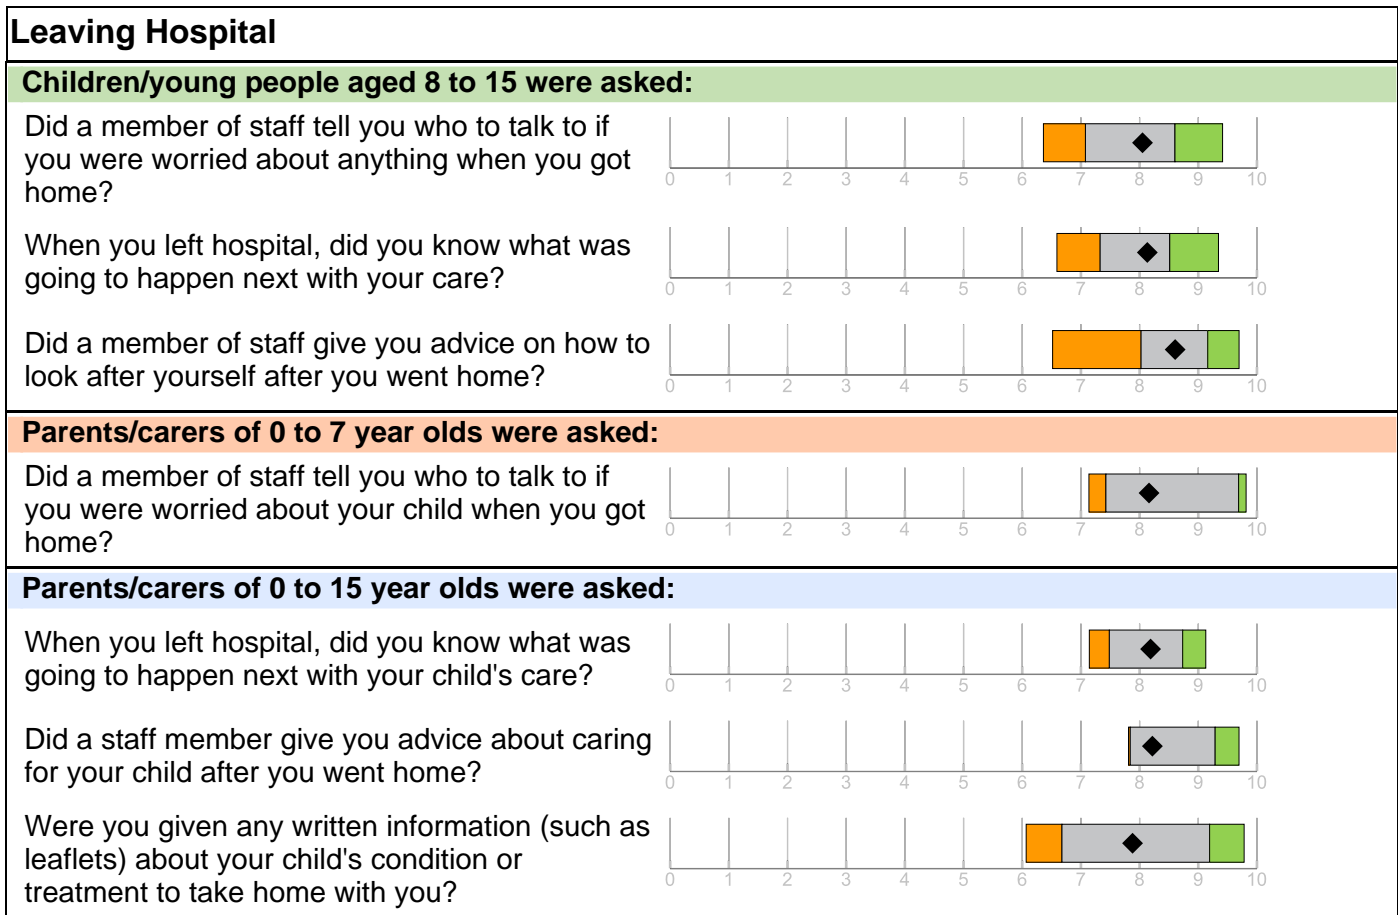 Leaving Hospital
Children/young people aged 8 to 15 were asked:
Did a member of staff tell you who to talk to if
you were worried about anything when you got
home?
0 1 2 3 4 5 6 7 8 9 10
When you left hospital, did you know what was
going to happen next with your care?
0 1 2 3 4 5 6 7 8 9 10
Did a member of staff give you advice on how to
look after yourself after you went home?
0 1 2 3 4 5 6 7 8 9 10
Parents/carers of 0 to 7 year olds were asked:
Did a member of staff tell you who to talk to if
you were worried about your child when you got
home?
0 1 2 3 4 5 6 7 8 9 10
Parents/carers of 0 to 15 year olds were asked:
When you left hospital, did you know what was
going to happen next with your child's care?
0 1 2 3 4 5 6 7 8 9 10
Did a staff member give you advice about caring
for your child after you went home?
0 1 2 3 4 5 6 7 8 9 10
Were you given any written information (such as
leaflets) about your child's condition or
treatment to take home with you?
0 1 2 3 4 5 6 7 8 9 10